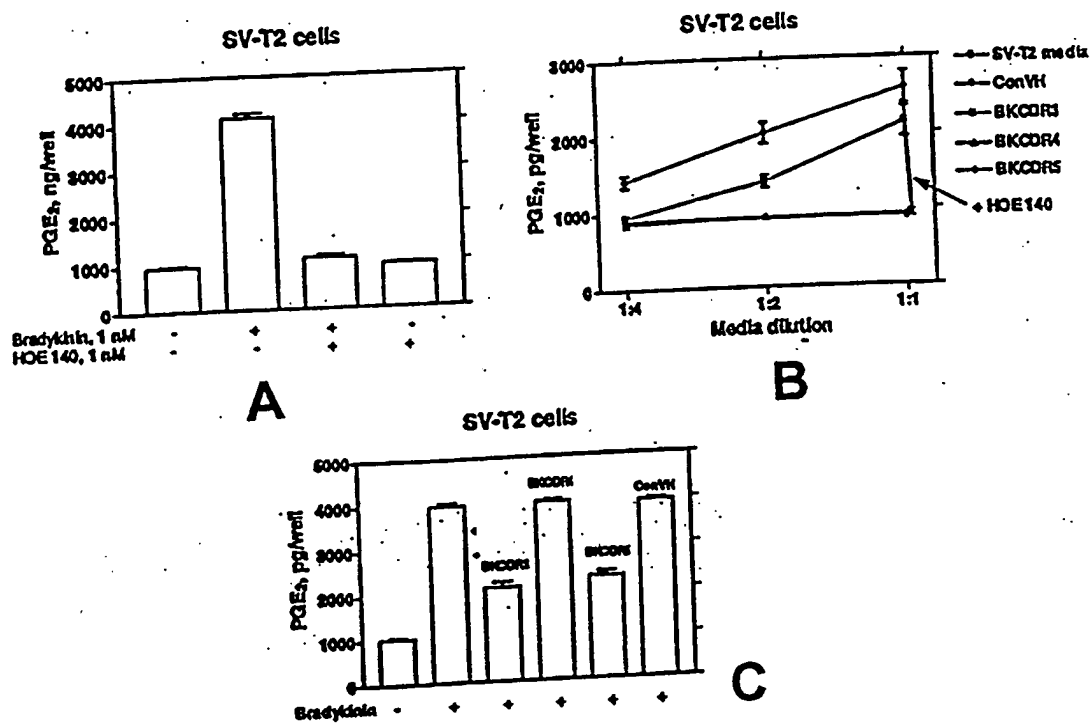 SV-T2 cells
5000
4000
3000
2000
1000
0
PGE₂, ng/well
Bradykinin, 1 nM - + + -
HOE 140, 1 nM - - + +
A
SV-T2 cells
3000
2000
1000
0
PGE₂, pg/well
1:4 1:2 1:1
Media dilution
SV-T2 media
ConVH
BKCDR3
BKCDR4
BKCDR5
+ HOE140
B
SV-T2 cells
5000
4000
3000
2000
1000
0
PGE₂, pg/well
BKCDR3
BKCDR4
BKCDR5
ConVH
Bradykinin - + + + + +
C